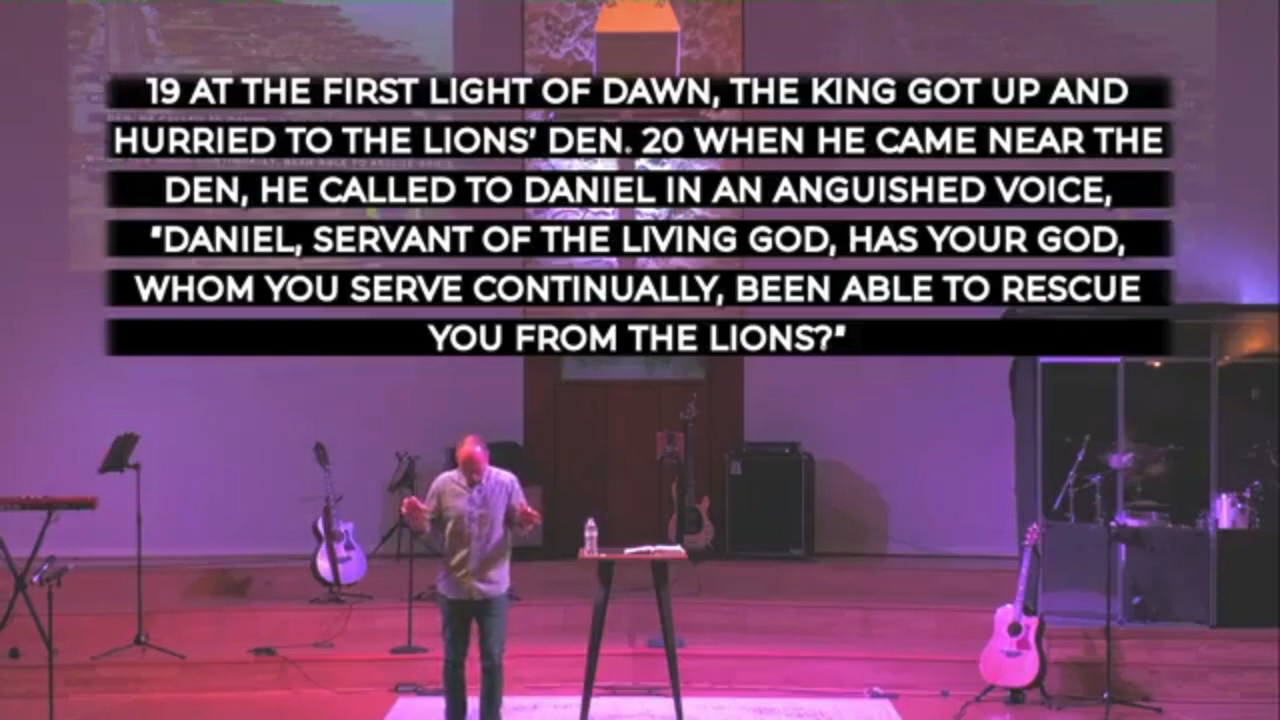 19 AT THE FIRST LIGHT OF DAWN, THE KING GOT UP AND
HURRIED TO THE LIONS' DEN. 20 WHEN HE CAME NEAR THE
DEN, HE CALLED TO DANIEL IN AN ANGUISHED VOICE,
"DANIEL, SERVANT OF THE LIVING GOD, HAS YOUR GOD,
WHOM YOU SERVE CONTINUALLY, BEEN ABLE TO RESCUE
YOU FROM THE LIONS?"